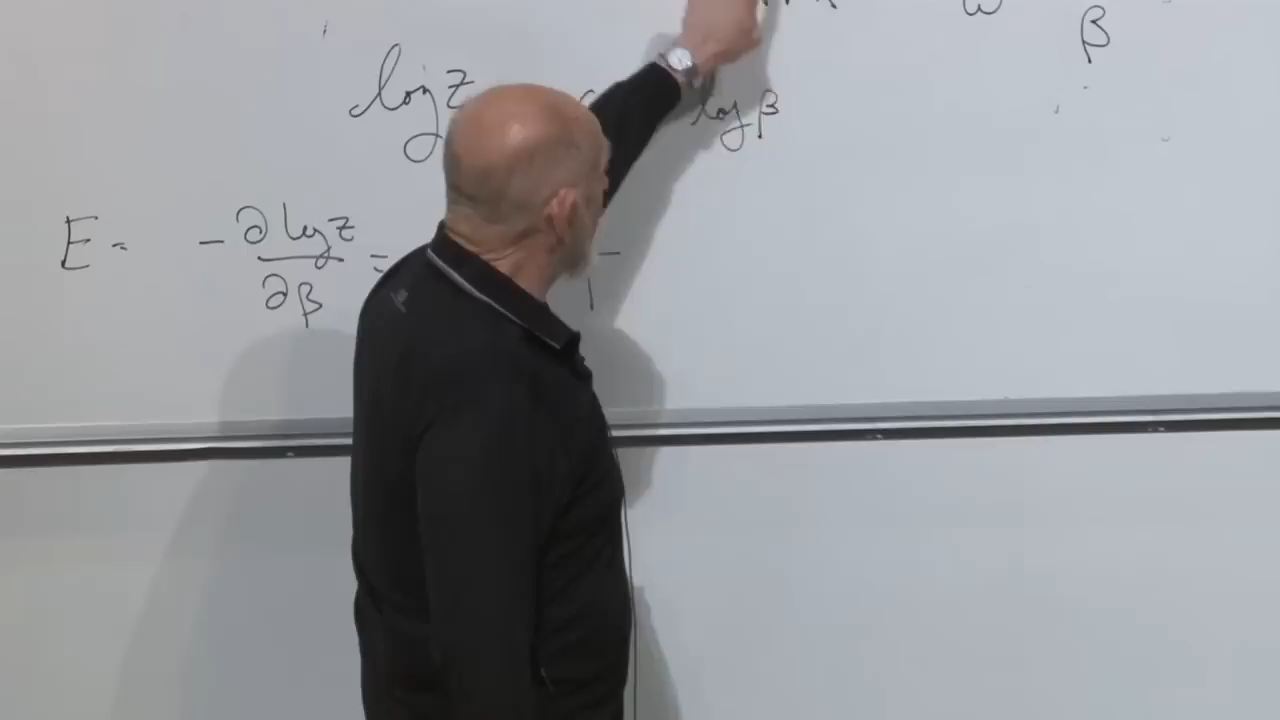 ω β
log z log β
E = - ∂ log z / ∂β =